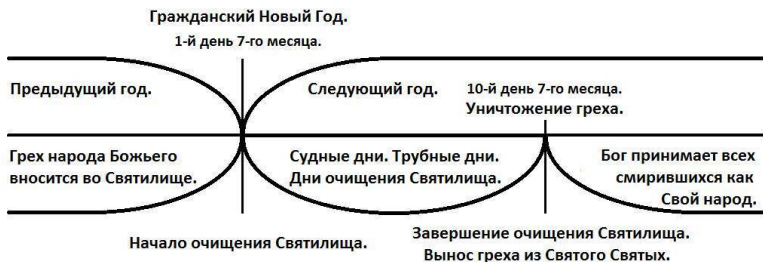 Гражданский Новый Год.
1-й день 7-го месяца.
Предыдущий год.
Следующий год.
10-й день 7-го месяца.
Уничтожение греха.
Грех народа Божьего
вносится во Святилище.
Судные дни. Трубные дни.
Дни очищения Святилища.
Бог принимает всех
смирившихся как
Свой народ.
Начало очищения Святилища.
Завершение очищения Святилища.
Вынос греха из Святого Святых.